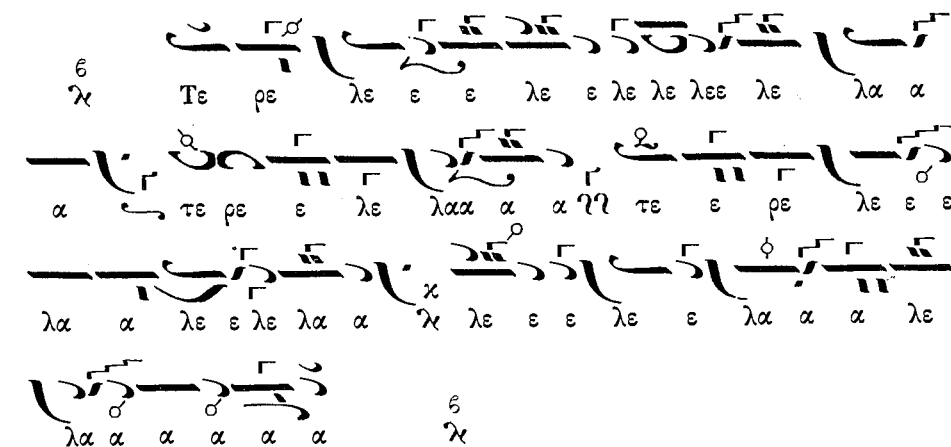 Τε ρε λε ε ε λε ε λε λε λεε λε λα α
α τε ρε ε λε λαα α α τε ε ρε λε ε ε
λα α λε ε λε λα α λε ε ε λε ε λα α α λε
λα α α α α α